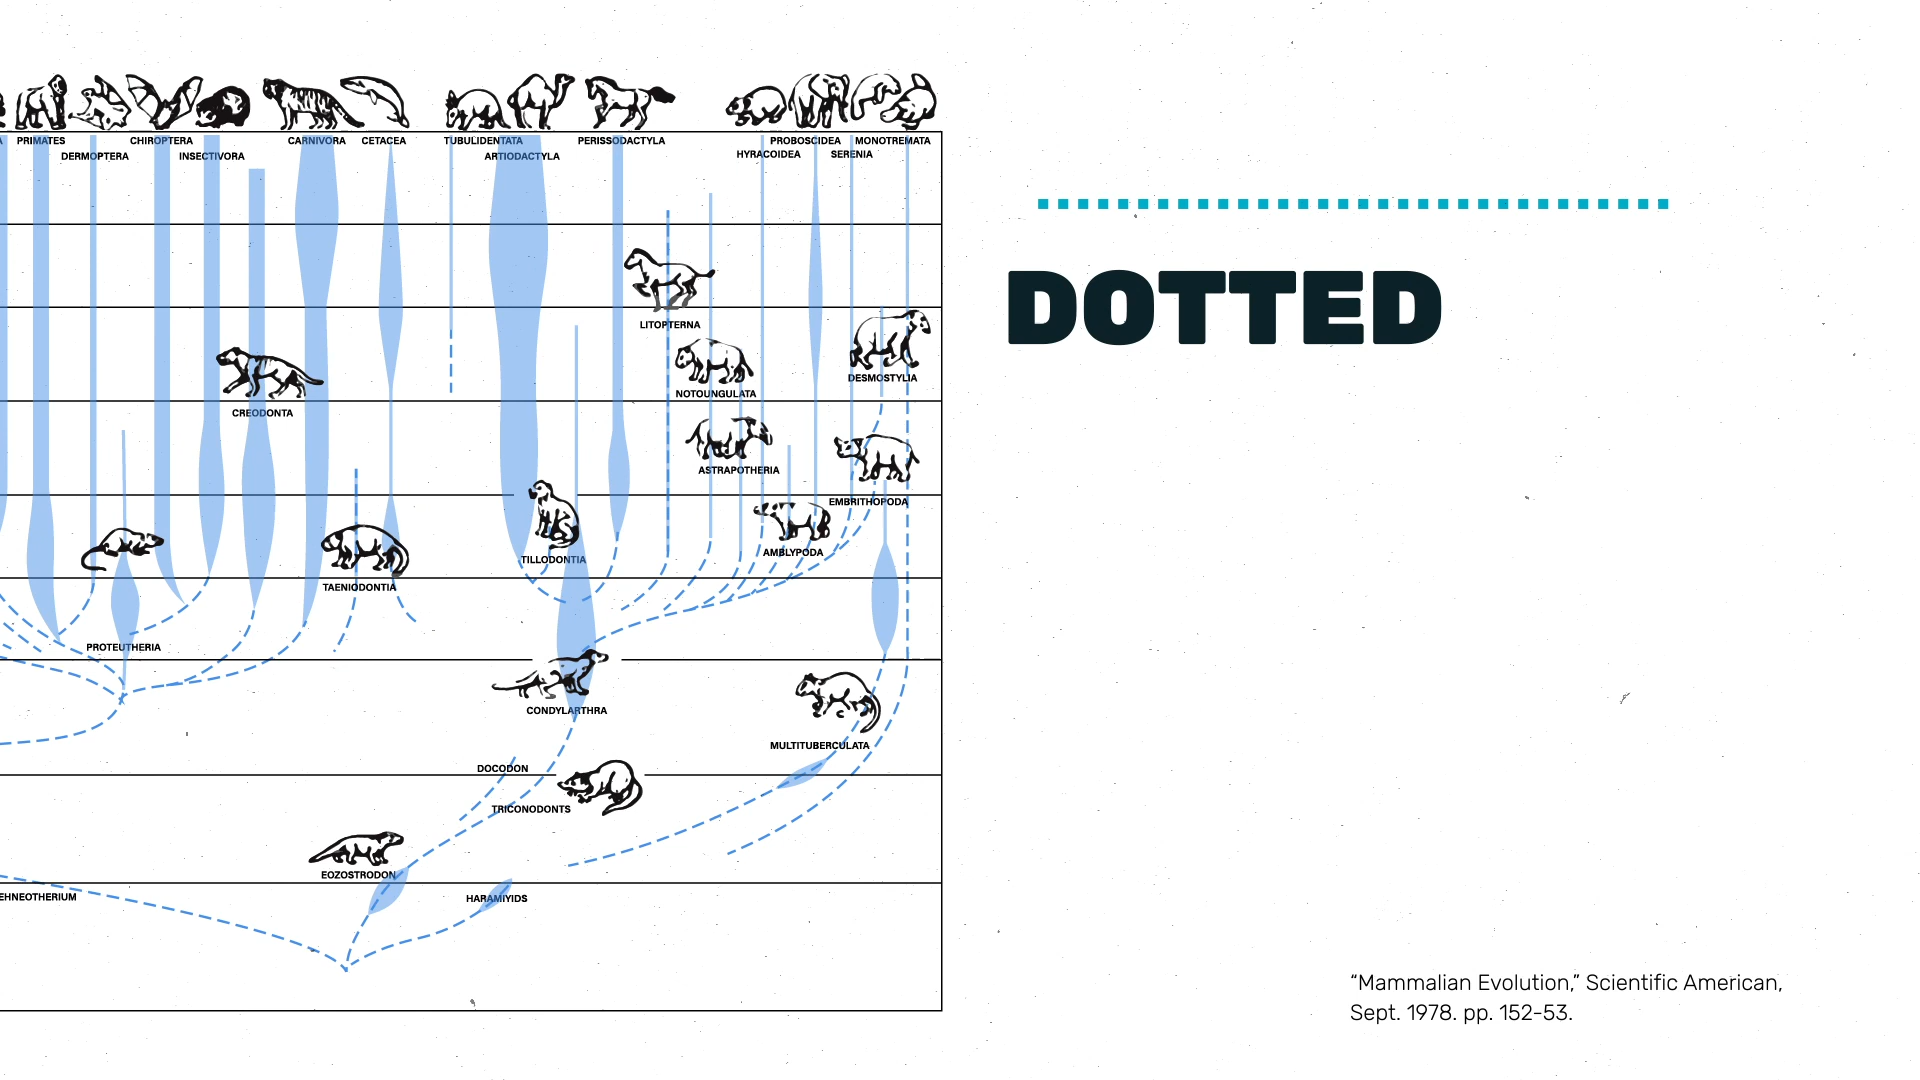 PRIMATES
CHIROPTERA
CARNIVORA
CETACEA
TUBULIDENTATA
PERISSODACTYLA
PROBOSCIDEA
MONOTREMATA
DERMOPTERA
INSECTIVORA
ARTIODACTYLA
HYRACOIDEA
SERENIA
LITOPTERNA
DESMOSTYLIA
NOTOUNGULATA
CREODONTA
ASTRAPOTHERIA
EMBRITHOPODA
AMBLYPODA
TILLODONTIA
TAENIODONTIA
PROTEUTHERIA
CONDYLARTHRA
MULTITUBERCULATA
DOCODON
TRICONODONTS
EOZOSTRODON
EHNEOTHERIUM
HARAMIYIDS
DOTTED
“Mammalian Evolution,” Scientific American,
Sept. 1978. pp. 152-53.